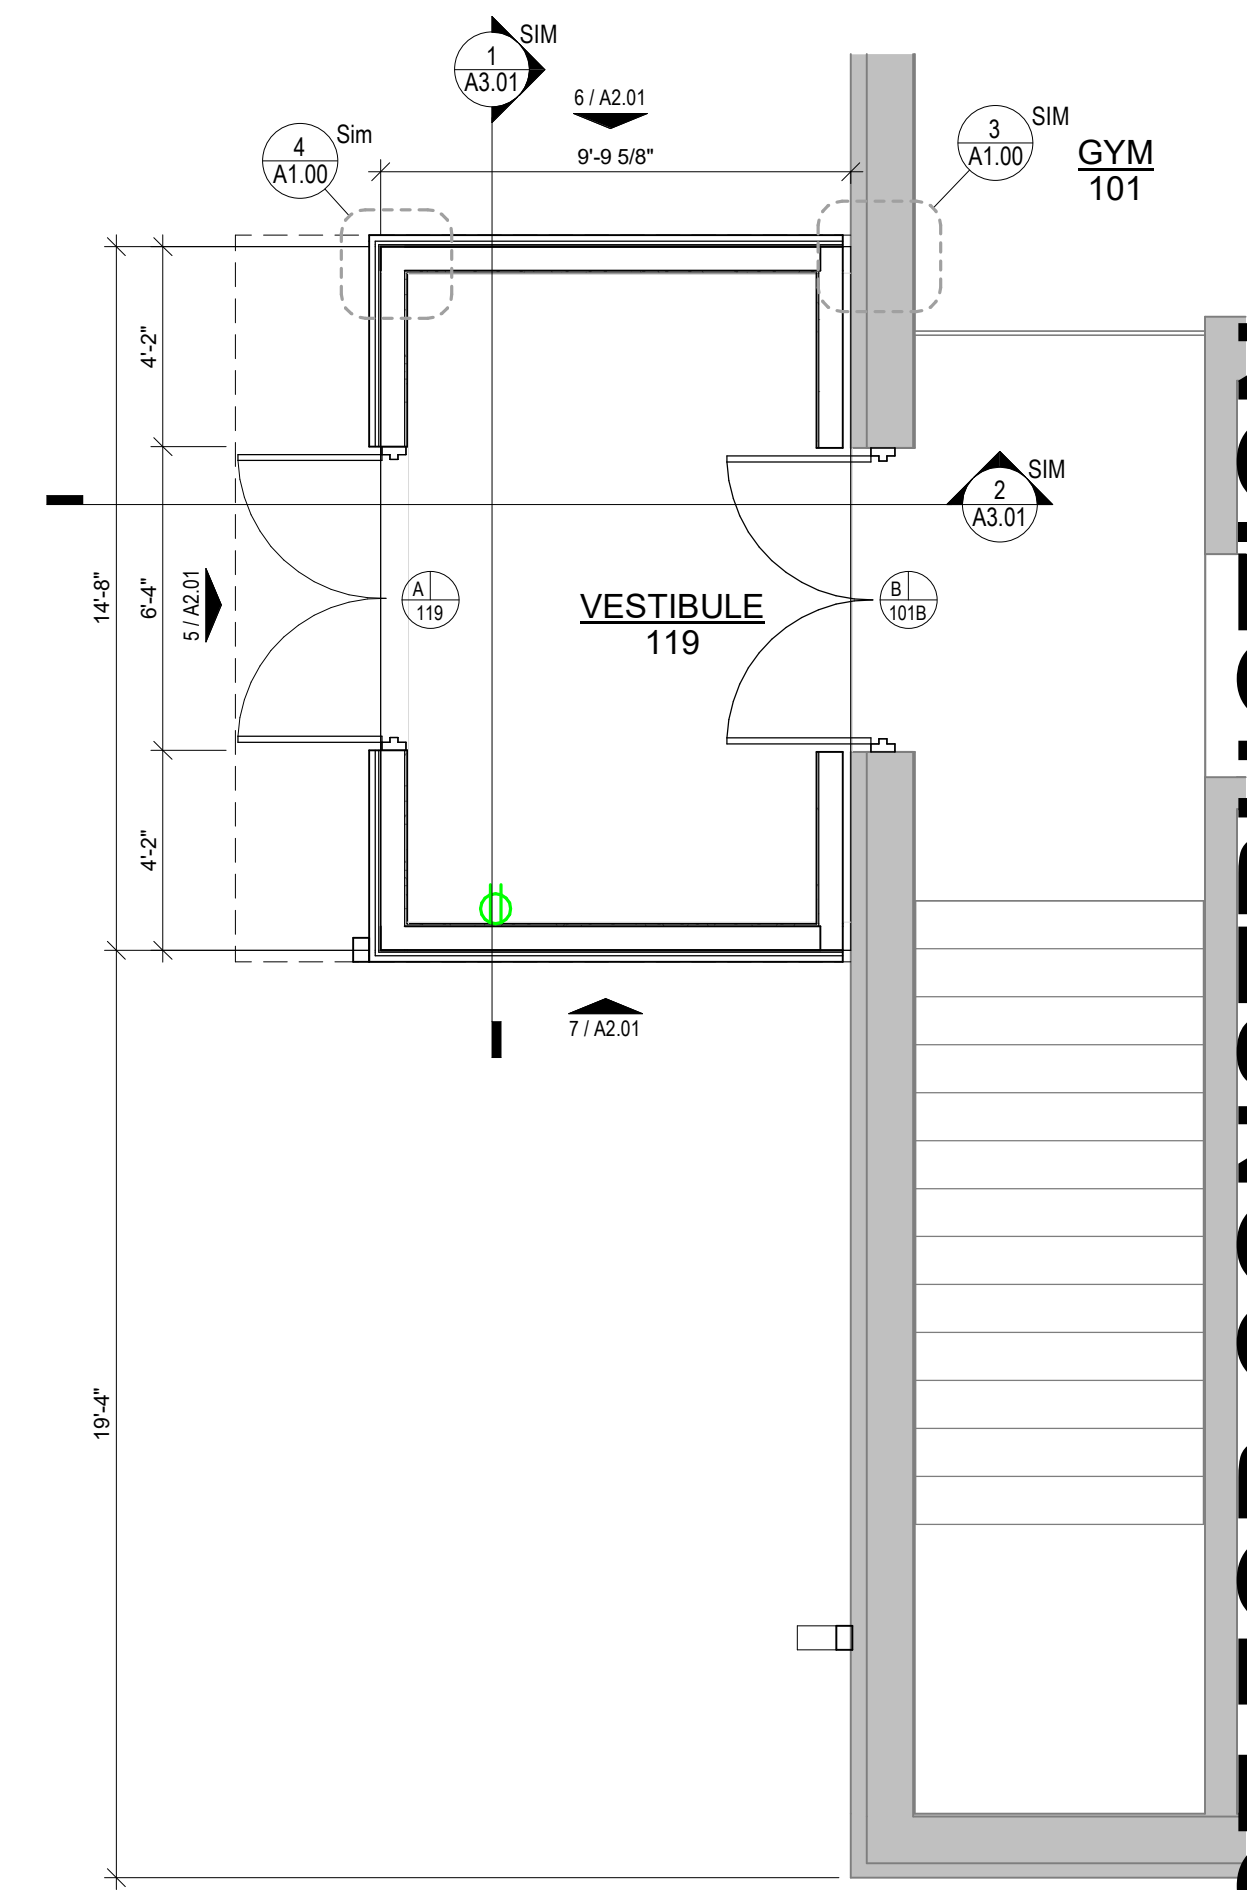 1
A3.01
SIM
6 / A2.01
4
A1.00
Sim
9'-9 5/8"
3
A1.00
SIM
GYM
101
4'-2"
2
A3.01
SIM
14'-8"
6'-4"
5 / A2.01
A
119
VESTIBULE
119
B
101B
4'-2"
7 / A2.01
19'-4"